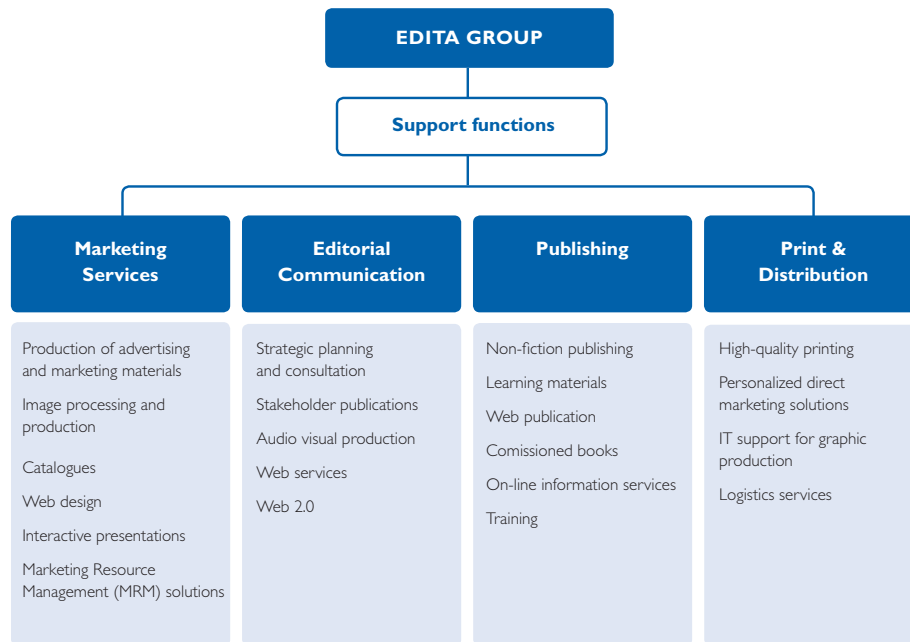 EDITA GROUP
Support functions
Marketing
Services
Production of advertising
and marketing materials
Image processing and
production
Catalogues
Web design
Interactive presentations
Marketing Resource
Management (MRM) solutions
Editorial
Communication
Strategic planning
and consultation
Stakeholder publications
Audio visual production
Web services
Web 2.0
Publishing
Non-fiction publishing
Learning materials
Web publication
Comissioned books
On-line information services
Training
Print &
Distribution
High-quality printing
Personalized direct
marketing solutions
IT support for graphic
production
Logistics services